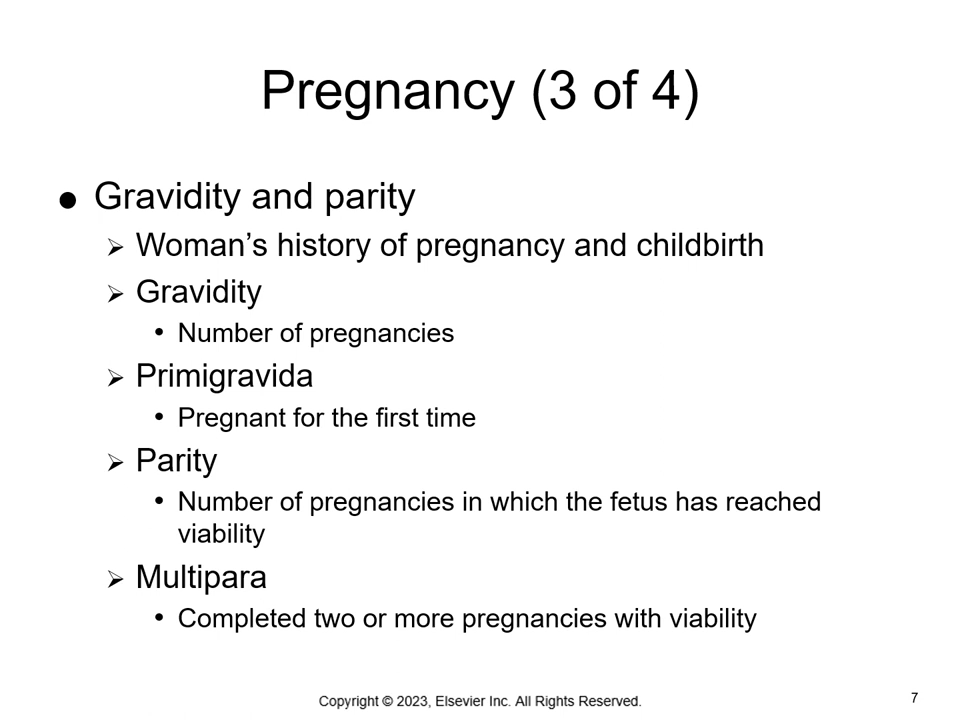 Pregnancy (3 of 4)
● Gravidity and parity
➢ Woman’s history of pregnancy and childbirth
➢ Gravidity
• Number of pregnancies
➢ Primigravida
• Pregnant for the first time
➢ Parity
• Number of pregnancies in which the fetus has reached
viability
➢ Multipara
• Completed two or more pregnancies with viability
Copyright © 2023, Elsevier Inc. All Rights Reserved.
7